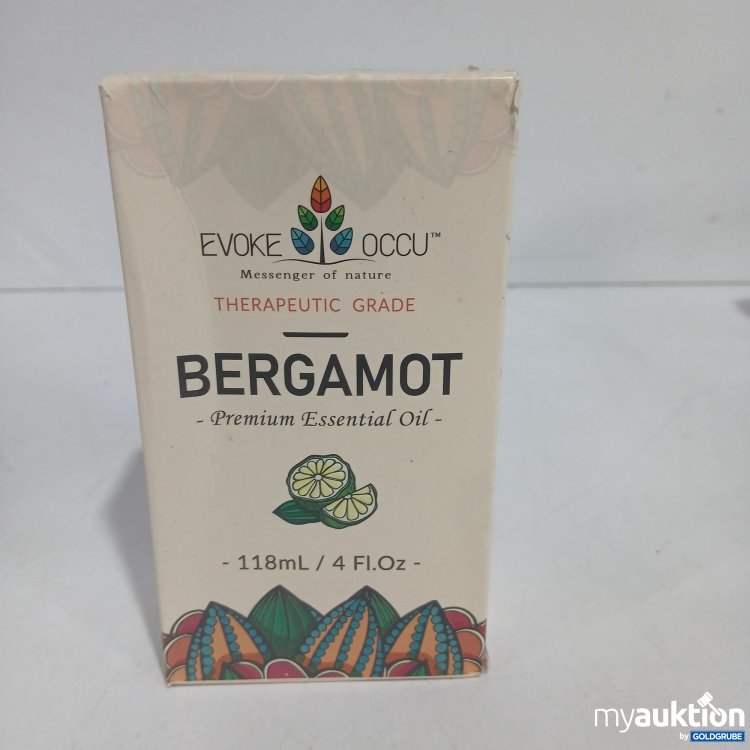 EVOKE OCCU™
Messenger of nature
THERAPEUTIC GRADE
BERGAMOT
- Premium Essential Oil -
- 118mL / 4 Fl.Oz -
myauktion
by GOLDGRUBE